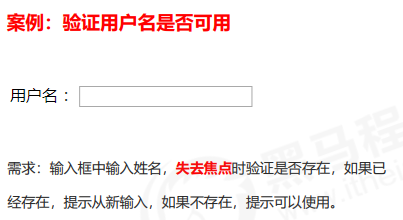 案例：验证用户名是否可用
用户名：
需求：输入框中输入姓名，失去焦点时验证是否存在，如果已
经存在，提示从新输入，如果不存在，提示可以使用。
黑马程